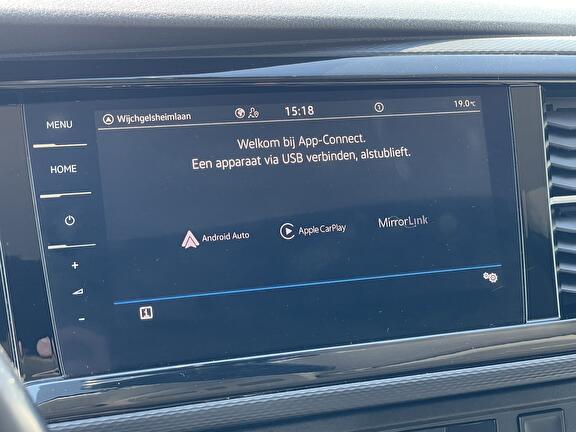 MENU
HOME
Wijchgelsheimlaan
15:18
1
19.0°C
Welkom bij App-Connect.
Een apparaat via USB verbinden, alstublieft.
Android Auto
Apple CarPlay
MirrorLink
+
-